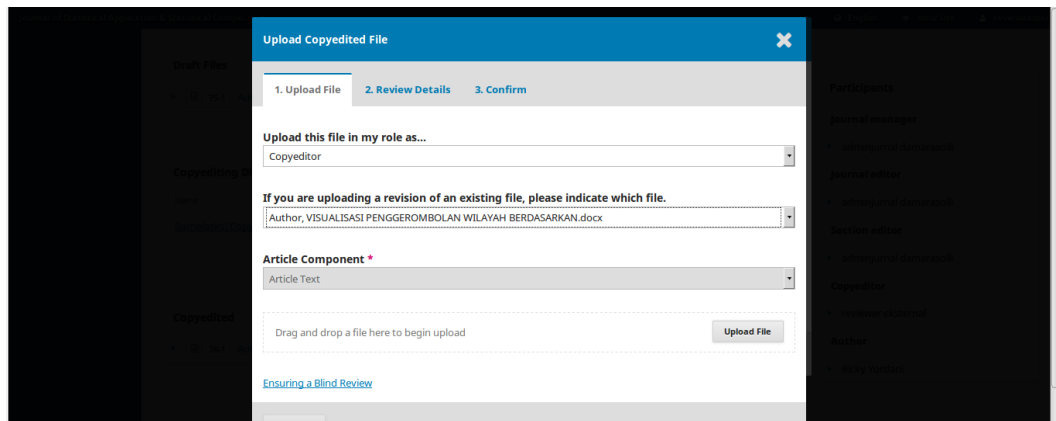 Upload Copyedited File
1. Upload File
2. Review Details
3. Confirm
Upload this file in my role as...
Copyeditor
If you are uploading a revision of an existing file, please indicate which file.
Author, VISUALISASI PENGGEROMBOLAN WILAYAH BERDASARKAN.docx
Article Component *
Article Text
Drag and drop a file here to begin upload
Upload File
Ensuring a Blind Review
Draft Files
Copyediting
Copyedited
Participants
Journal manager
Journal editor
Section editor
Copyeditor
Author